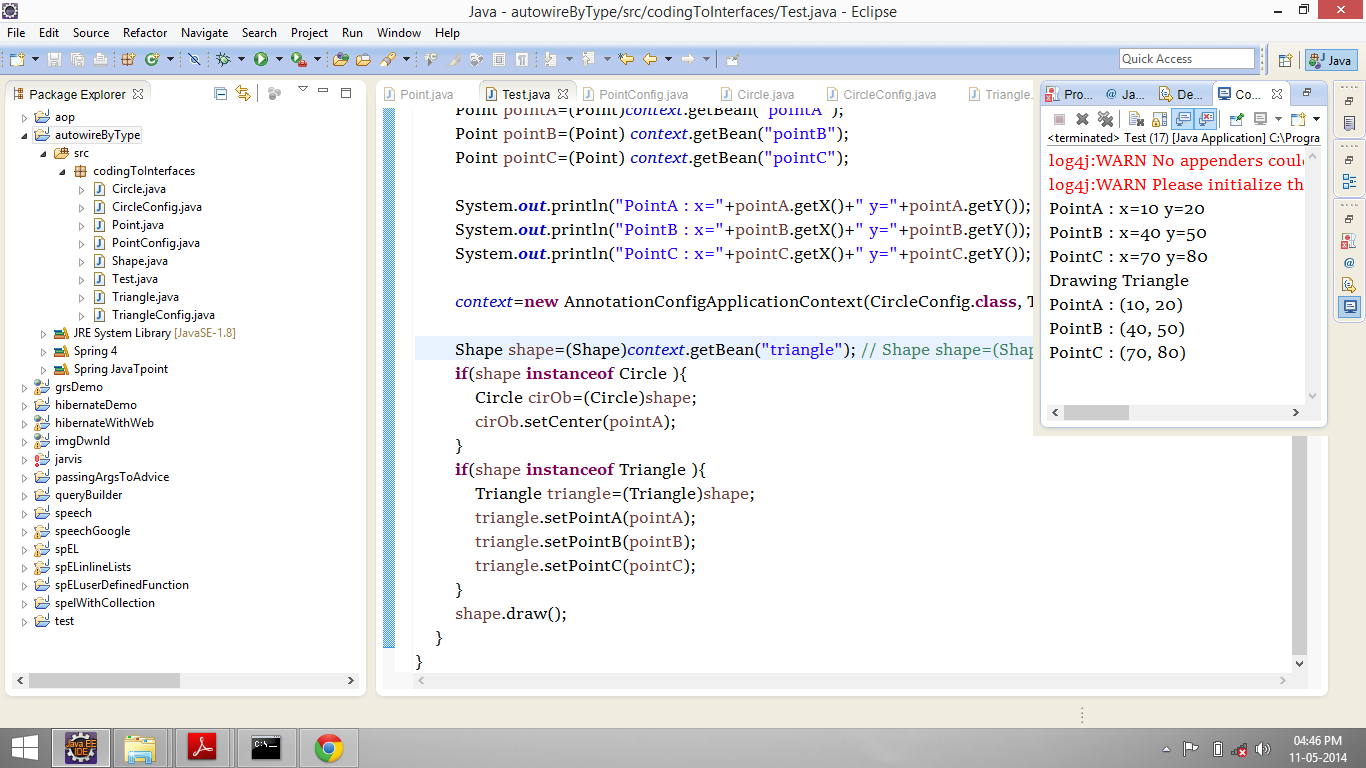 Java - autowireByType/src/codingToInterfaces/Test.java - Eclipse
File Edit Source Refactor Navigate Search Project Run Window Help
Quick Access
Java
Package Explorer
aop
autowireByType
src
codingToInterfaces
Circle.java
CircleConfig.java
Point.java
PointConfig.java
Shape.java
Test.java
Triangle.java
TriangleConfig.java
JRE System Library [JavaSE-1.8]
Spring 4
Spring JavaTpoint
grsDemo
hibernateDemo
hibernateWithWeb
imgDwnld
jarvis
passingArgsToAdvice
queryBuilder
speech
speechGoogle
spEL
spELinlineLists
spELuserDefinedFunction
spelWithCollection
test
Point.java Test.java PointConfig.java Circle.java CircleConfig.java Triangle.
Point pointA=(Point)context.getBean("pointA");
Point pointB=(Point) context.getBean("pointB");
Point pointC=(Point) context.getBean("pointC");
System.out.println("PointA : x="+pointA.getX()+" y="+pointA.getY());
System.out.println("PointB : x="+pointB.getX()+" y="+pointB.getY());
System.out.println("PointC : x="+pointC.getX()+" y="+pointC.getY());
context=new AnnotationConfigApplicationContext(CircleConfig.class, T
Shape shape=(Shape)context.getBean("triangle"); // Shape shape=(Shap
if(shape instanceof Circle ){
Circle cirOb=(Circle)shape;
cirOb.setCenter(pointA);
}
if(shape instanceof Triangle ){
Triangle triangle=(Triangle)shape;
triangle.setPointA(pointA);
triangle.setPointB(pointB);
triangle.setPointC(pointC);
}
shape.draw();
}
}
Pro... @ Ja... De... Co...
<terminated> Test (17) [Java Application] C:\Progra
log4j:WARN No appenders coul
log4j:WARN Please initialize th
PointA : x=10 y=20
PointB : x=40 y=50
PointC : x=70 y=80
Drawing Triangle
PointA : (10, 20)
PointB : (40, 50)
PointC : (70, 80)
Java EE
IDE
C:\
04:46 PM
11-05-2014